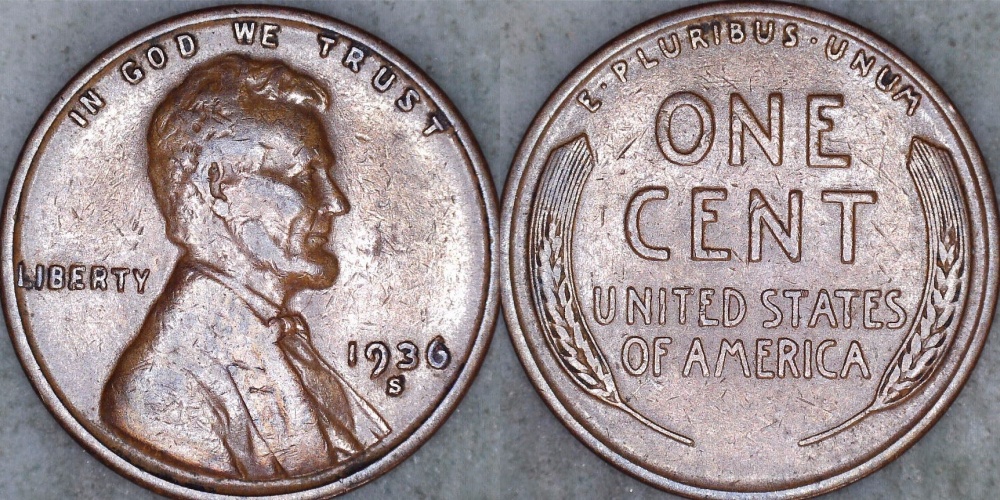 IN GOD WE TRUST
LIBERTY
1936
S
E · PLURIBUS · UNUM
ONE
CENT
UNITED STATES
OF AMERICA